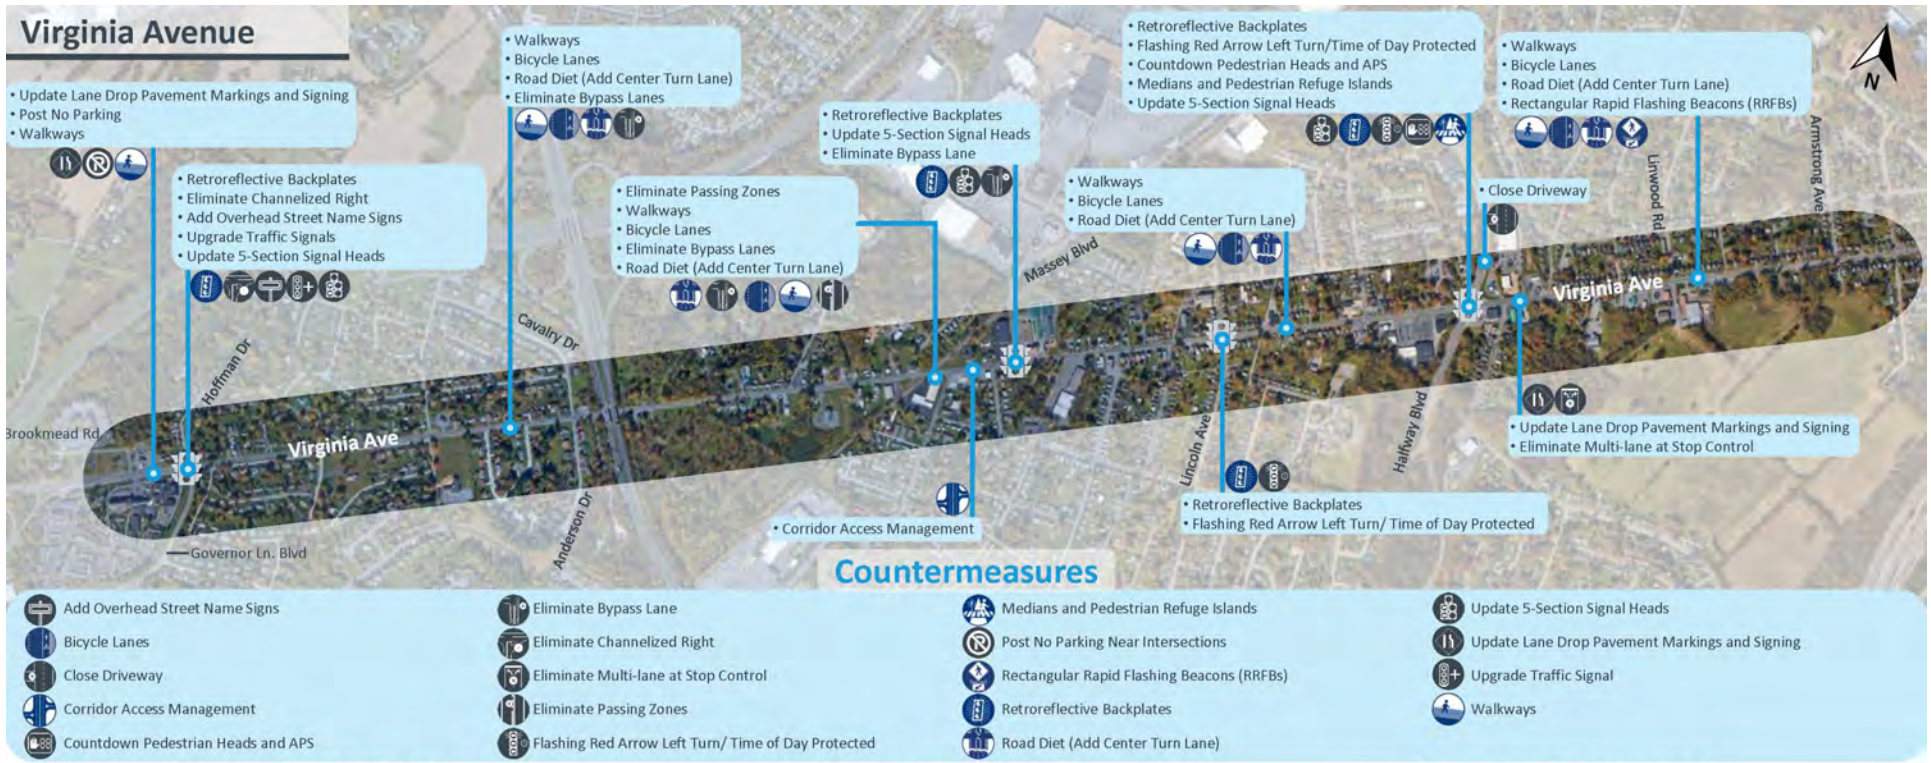 Virginia Avenue
• Update Lane Drop Pavement Markings and Signing
• Post No Parking
• Walkways
• Retroreflective Backplates
• Eliminate Channelized Right
• Add Overhead Street Name Signs
• Upgrade Traffic Signals
• Update 5-Section Signal Heads
• Walkways
• Bicycle Lanes
• Road Diet (Add Center Turn Lane)
• Eliminate Bypass Lanes
• Eliminate Passing Zones
• Walkways
• Bicycle Lanes
• Eliminate Bypass Lanes
• Road Diet (Add Center Turn Lane)
• Retroreflective Backplates
• Update 5-Section Signal Heads
• Eliminate Bypass Lane
• Walkways
• Bicycle Lanes
• Road Diet (Add Center Turn Lane)
• Retroreflective Backplates
• Flashing Red Arrow Left Turn/Time of Day Protected
• Countdown Pedestrian Heads and APS
• Medians and Pedestrian Refuge Islands
• Update 5-Section Signal Heads
• Close Driveway
• Walkways
• Bicycle Lanes
• Road Diet (Add Center Turn Lane)
• Rectangular Rapid Flashing Beacons (RRFBs)
N
Brookmead Rd.
Hoffman Dr
Governor Ln. Blvd
Virginia Ave
Cavalry Dr
Anderson Dr
Massey Blvd
Lincoln Ave
Halfway Blvd
Virginia Ave
Linwood Rd
Armstrong Ave
• Corridor Access Management
• Retroreflective Backplates
• Flashing Red Arrow Left Turn/ Time of Day Protected
• Update Lane Drop Pavement Markings and Signing
• Eliminate Multi-lane at Stop Control
Countermeasures
Add Overhead Street Name Signs
Bicycle Lanes
Close Driveway
Corridor Access Management
Countdown Pedestrian Heads and APS
Eliminate Bypass Lane
Eliminate Channelized Right
Eliminate Multi-lane at Stop Control
Eliminate Passing Zones
Flashing Red Arrow Left Turn/ Time of Day Protected
Medians and Pedestrian Refuge Islands
Post No Parking Near Intersections
Rectangular Rapid Flashing Beacons (RRFBs)
Retroreflective Backplates
Road Diet (Add Center Turn Lane)
Update 5-Section Signal Heads
Update Lane Drop Pavement Markings and Signing
Upgrade Traffic Signal
Walkways